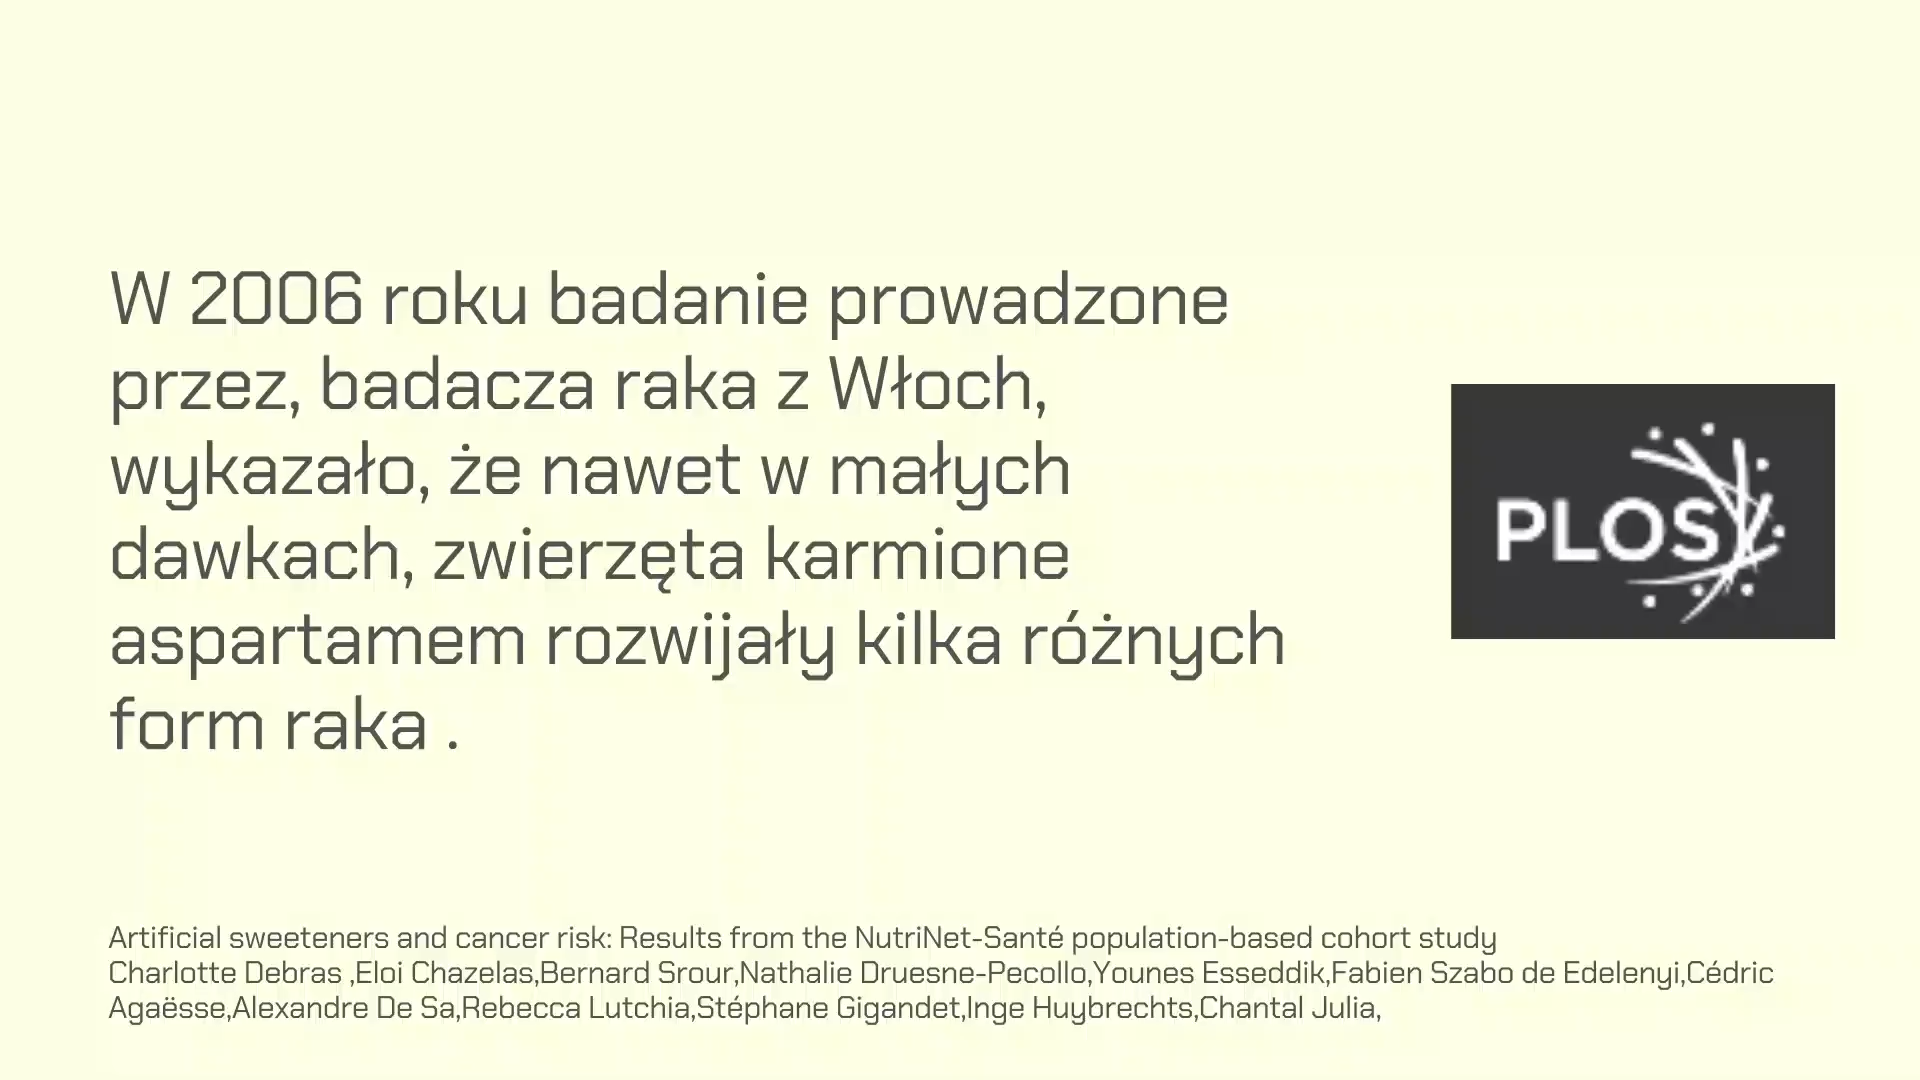 W 2006 roku badanie prowadzone
przez, badacza raka z Włoch,
wykazało, że nawet w małych
dawkach, zwierzęta karmione
aspartamem rozwijały kilka różnych
form raka .
PLOS
Artificial sweeteners and cancer risk: Results from the NutriNet-Santé population-based cohort study
Charlotte Debras ,Eloi Chazelas,Bernard Srour,Nathalie Druesne-Pecollo,Younes Esseddik,Fabien Szabo de Edelenyi,Cédric
Agaësse,Alexandre De Sa,Rebecca Lutchia,Stéphane Gigandet,Inge Huybrechts,Chantal Julia,